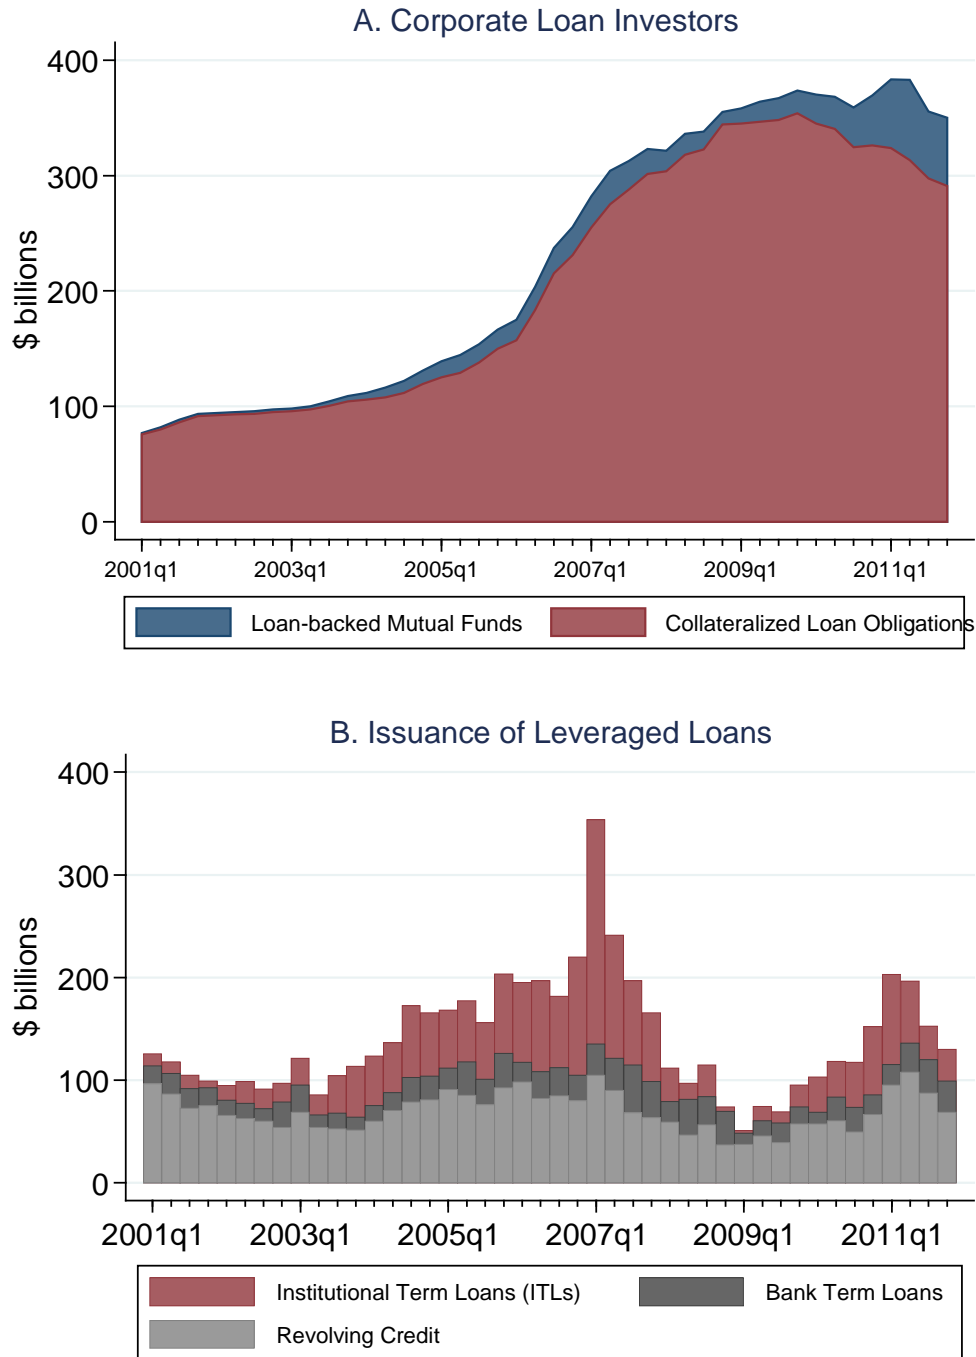 A. Corporate Loan Investors
400
300
200
100
0
$ billions
2001q1 2003q1 2005q1 2007q1 2009q1 2011q1
Loan-backed Mutual Funds Collateralized Loan Obligations
B. Issuance of Leveraged Loans
400
300
200
100
0
$ billions
2001q1 2003q1 2005q1 2007q1 2009q1 2011q1
Institutional Term Loans (ITLs) Bank Term Loans
Revolving Credit